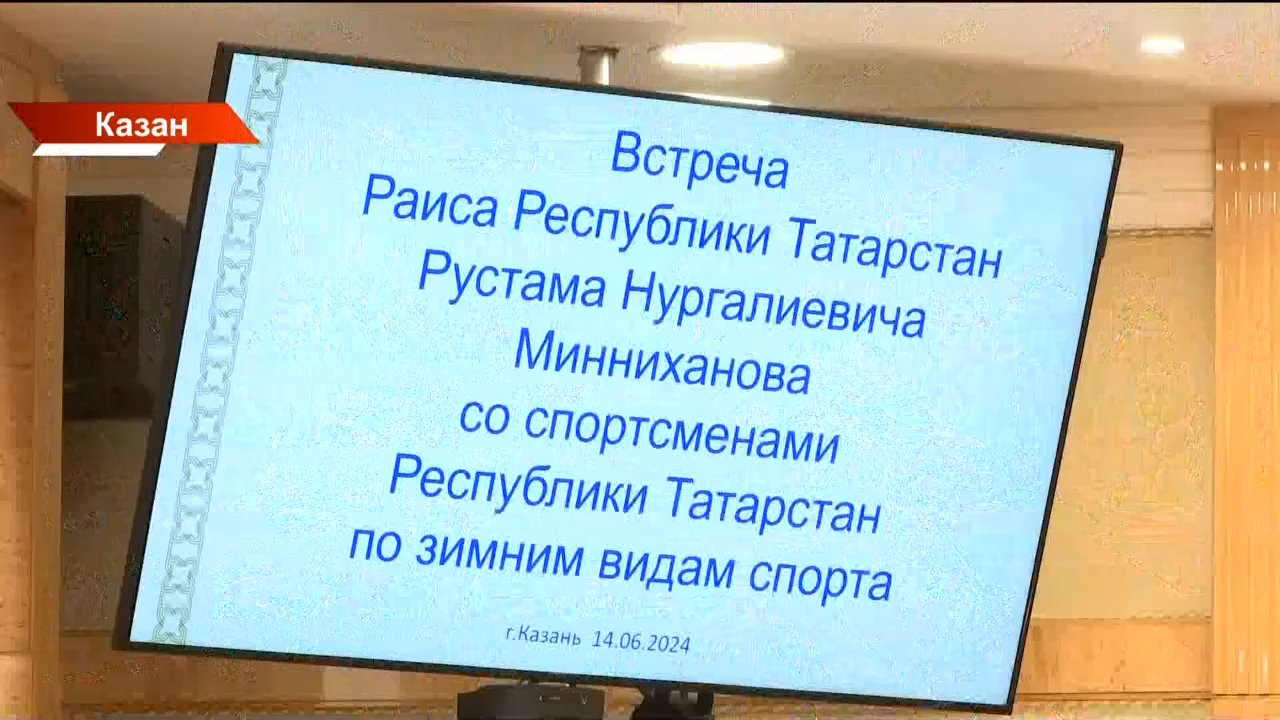 Казан
Встреча
Раиса Республики Татарстан
Рустама Нургалиевича
Минниханова
со спортсменами
Республики Татарстан
по зимним видам спорта
г.Казань 14.06.2024